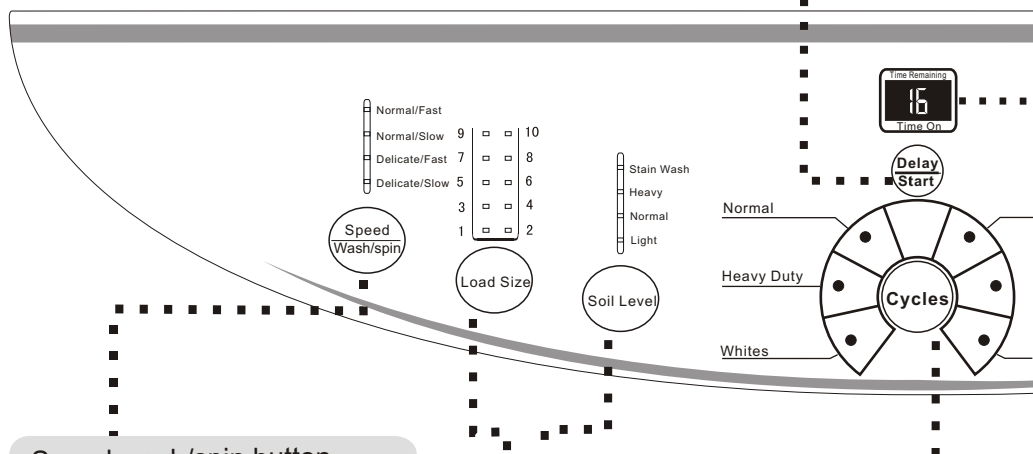 Time Remaining
16
Time On
Delay
Start
Normal/Fast
Normal/Slow
Delicate/Fast
Delicate/Slow
Speed
Wash/spin
9 10
7 8
5 6
3 4
1 2
Load Size
Stain Wash
Heavy
Normal
Light
Soil Level
Normal
Heavy Duty
Whites
Cycles